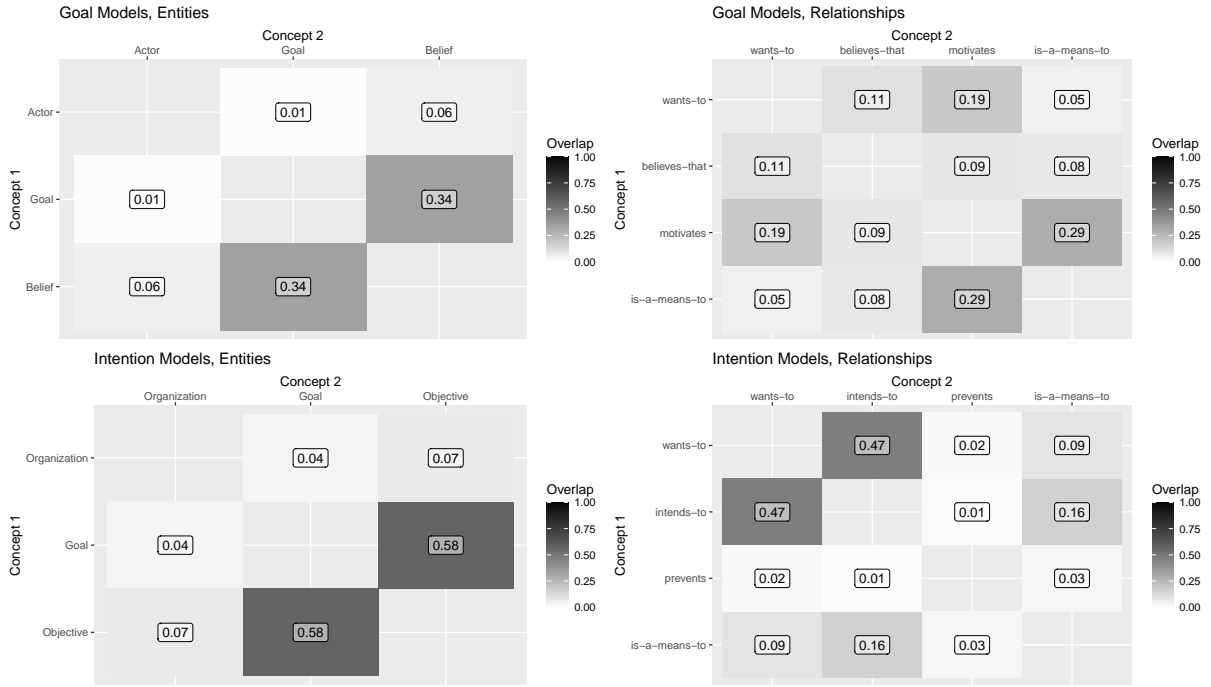 Goal Models, Entities
Concept 2
Actor Goal Belief
Concept 1
Actor 0.01 0.06
Goal 0.01 0.34
Belief 0.06 0.34
Overlap
1.00
0.75
0.50
0.25
0.00
Goal Models, Relationships
Concept 2
wants-to believes-that motivates is-a-means-to
Concept 1
wants-to 0.11 0.19 0.05
believes-that 0.11 0.09 0.08
motivates 0.19 0.09 0.29
is-a-means-to 0.05 0.08 0.29
Overlap
1.00
0.75
0.50
0.25
0.00
Intention Models, Entities
Concept 2
Organization Goal Objective
Concept 1
Organization 0.04 0.07
Goal 0.04 0.58
Objective 0.07 0.58
Overlap
1.00
0.75
0.50
0.25
0.00
Intention Models, Relationships
Concept 2
wants-to intends-to prevents is-a-means-to
Concept 1
wants-to 0.47 0.02 0.09
intends-to 0.47 0.01 0.16
prevents 0.02 0.01 0.03
is-a-means-to 0.09 0.16 0.03
Overlap
1.00
0.75
0.50
0.25
0.00